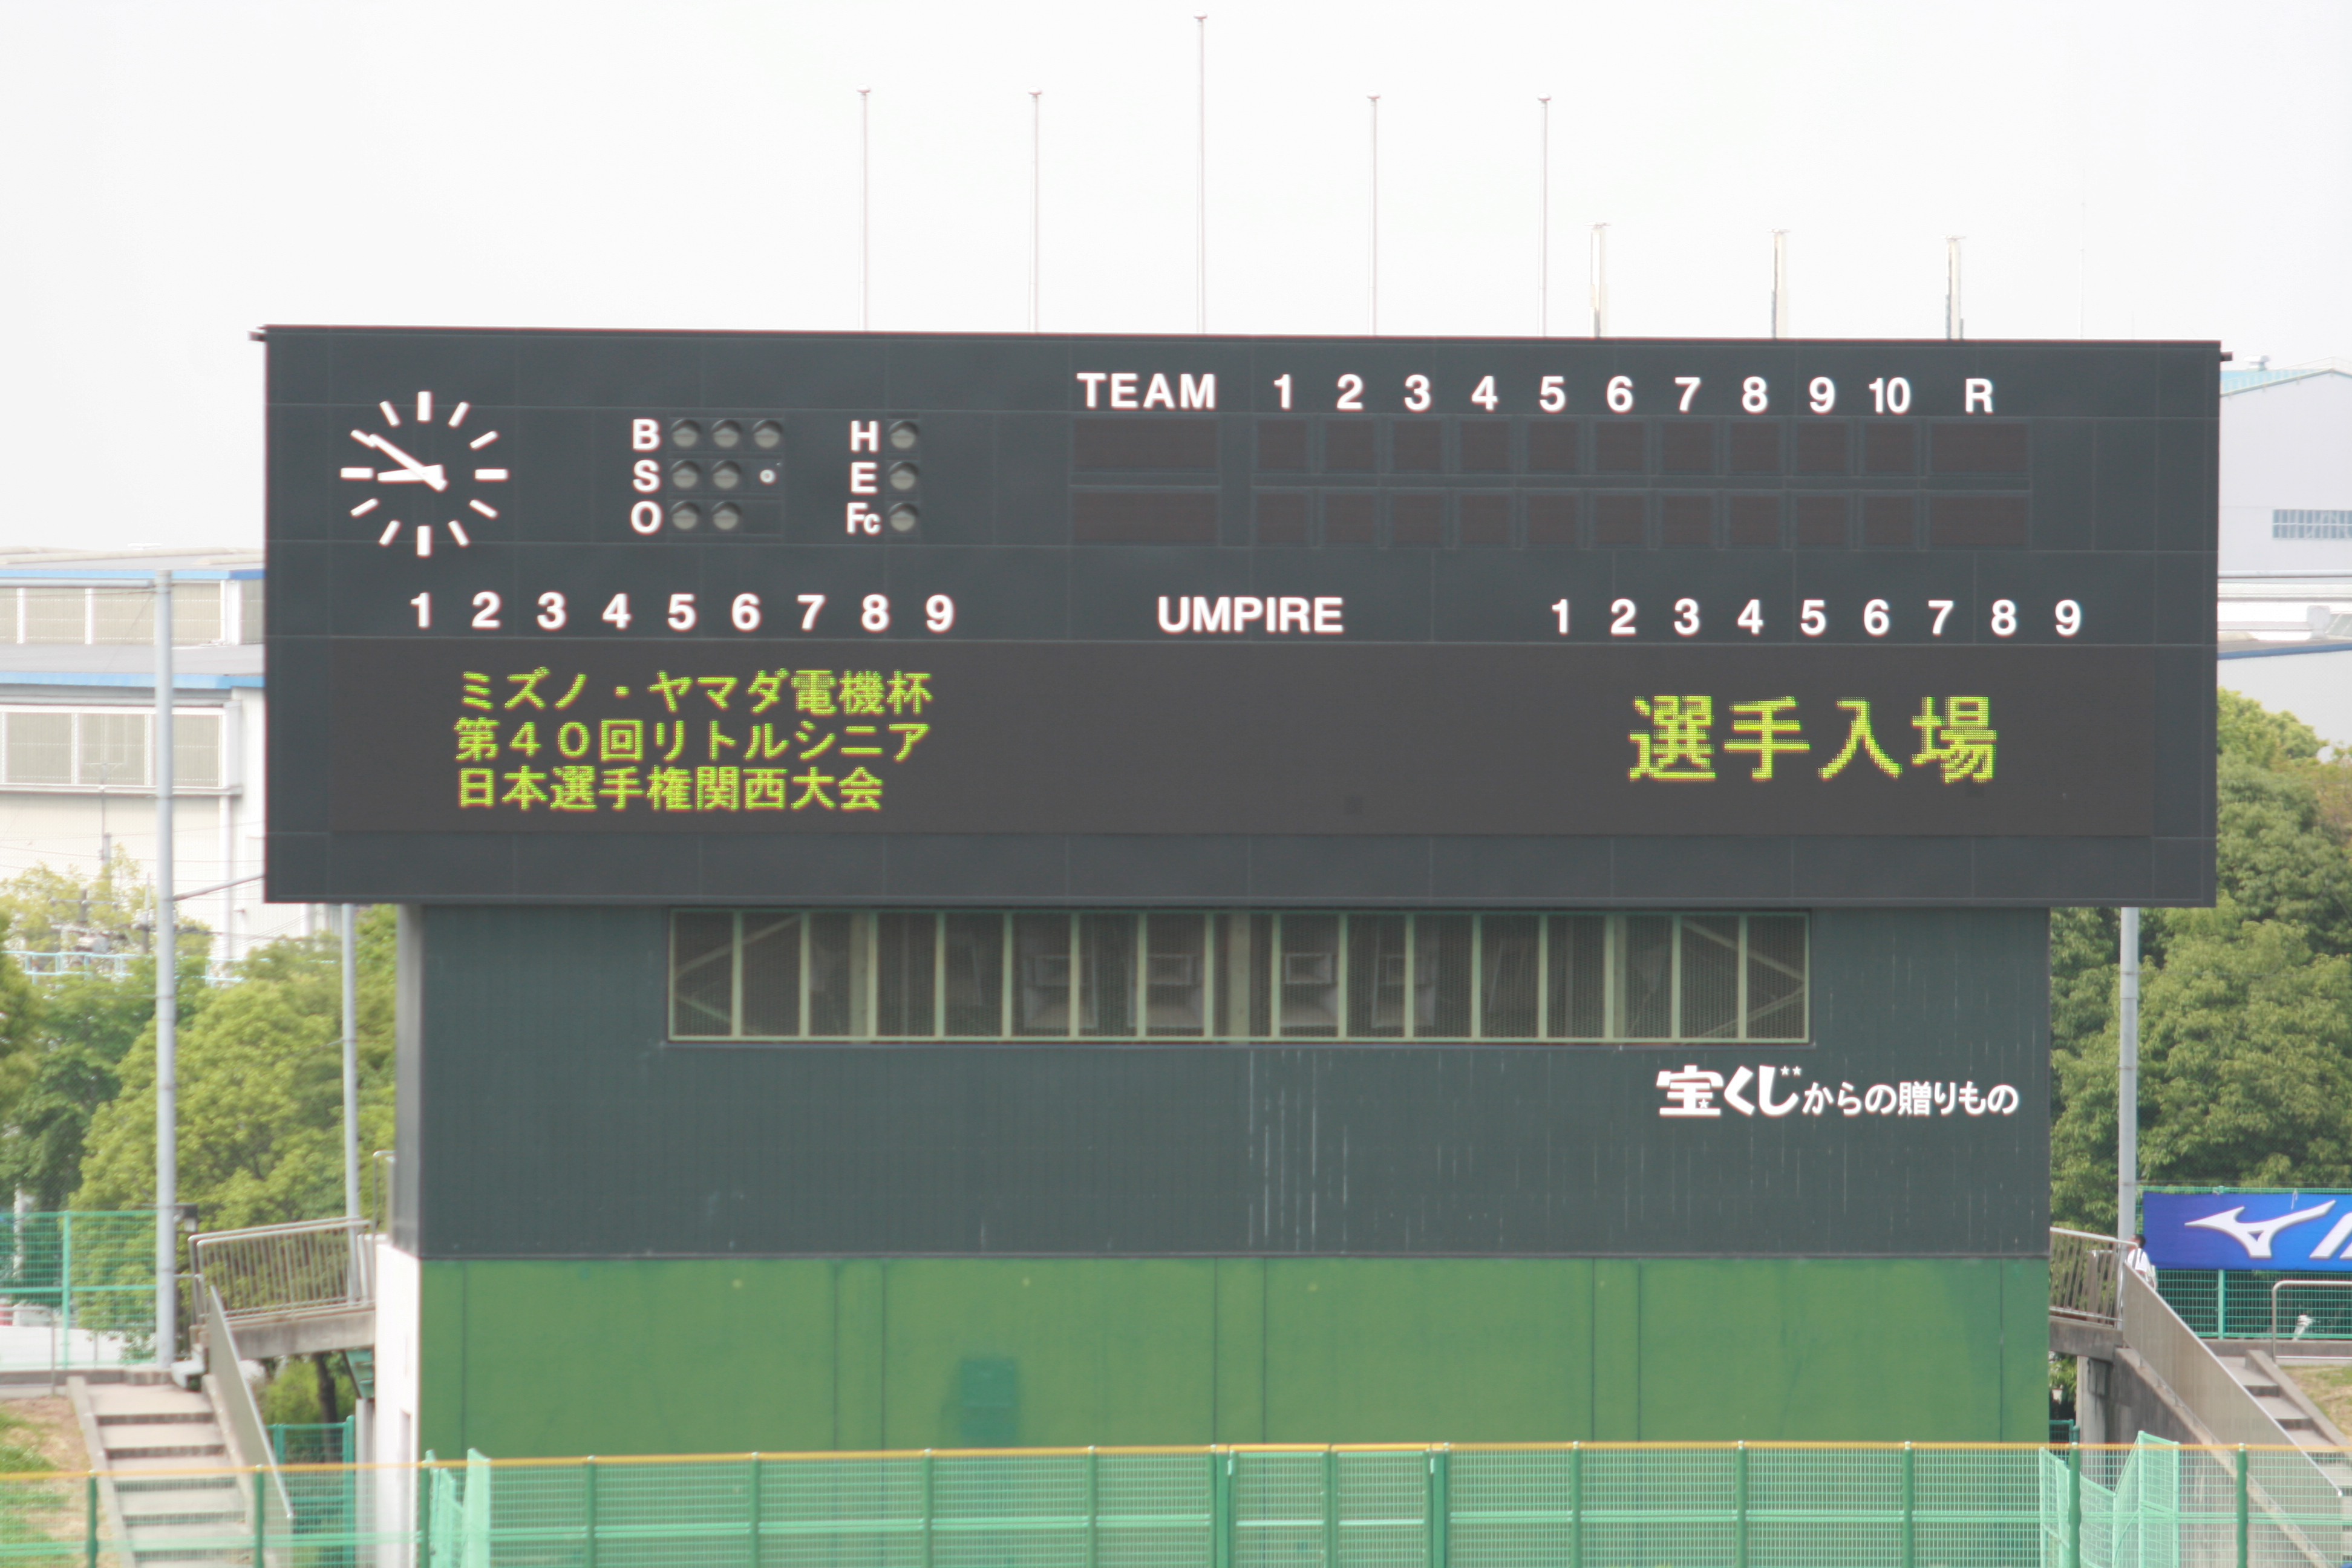 TEAM 1 2 3 4 5 6 7 8 9 10 R
B H
S E
O Fc
1 2 3 4 5 6 7 8 9 UMPIRE 1 2 3 4 5 6 7 8 9
ミズノ・ヤマダ電機杯
第40回リトルシニア
日本選手権関西大会
選手入場
宝くじからの贈りもの